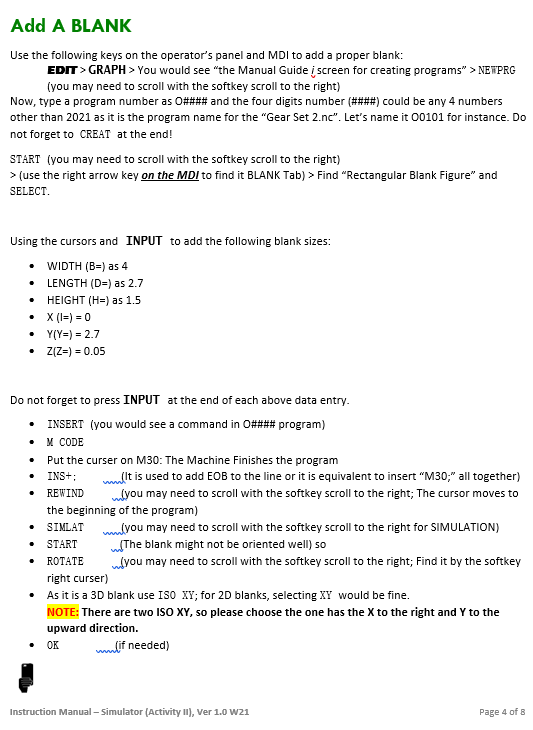 Add A BLANK
Use the following keys on the operator's panel and MDI to add a proper blank:
EDIT > GRAPH > You would see "the Manual Guide i screen for creating programs" > NEWPRG
(you may need to scroll with the softkey scroll to the right)
Now, type a program number as O#### and the four digits number (####) could be any 4 numbers
other than 2021 as it is the program name for the "Gear Set 2.nc". Let's name it O0101 for instance. Do
not forget to CREAT at the end!
START (you may need to scroll with the softkey scroll to the right)
> (use the right arrow key on the MDI to find it BLANK Tab) > Find "Rectangular Blank Figure" and
SELECT.
Using the cursors and INPUT to add the following blank sizes:
• WIDTH (B=) as 4
• LENGTH (D=) as 2.7
• HEIGHT (H=) as 1.5
• X (I=) = 0
• Y(Y=) = 2.7
• Z(Z=) = 0.05
Do not forget to press INPUT at the end of each above data entry.
• INSERT (you would see a command in O#### program)
• M CODE
• Put the curser on M30: The Machine Finishes the program
• INS+; (It is used to add EOB to the line or it is equivalent to insert "M30;" all together)
• REWIND (you may need to scroll with the softkey scroll to the right; The cursor moves to
the beginning of the program)
• SIMLAT (you may need to scroll with the softkey scroll to the right for SIMULATION)
• START (The blank might not be oriented well) so
• ROTATE (you may need to scroll with the softkey scroll to the right; Find it by the softkey
right curser)
• As it is a 3D blank use ISO XY; for 2D blanks, selecting XY would be fine.
NOTE: There are two ISO XY, so please choose the one has the X to the right and Y to the
upward direction.
• OK (if needed)
Instruction Manual – Simulator (Activity II), Ver 1.0 W21 Page 4 of 8